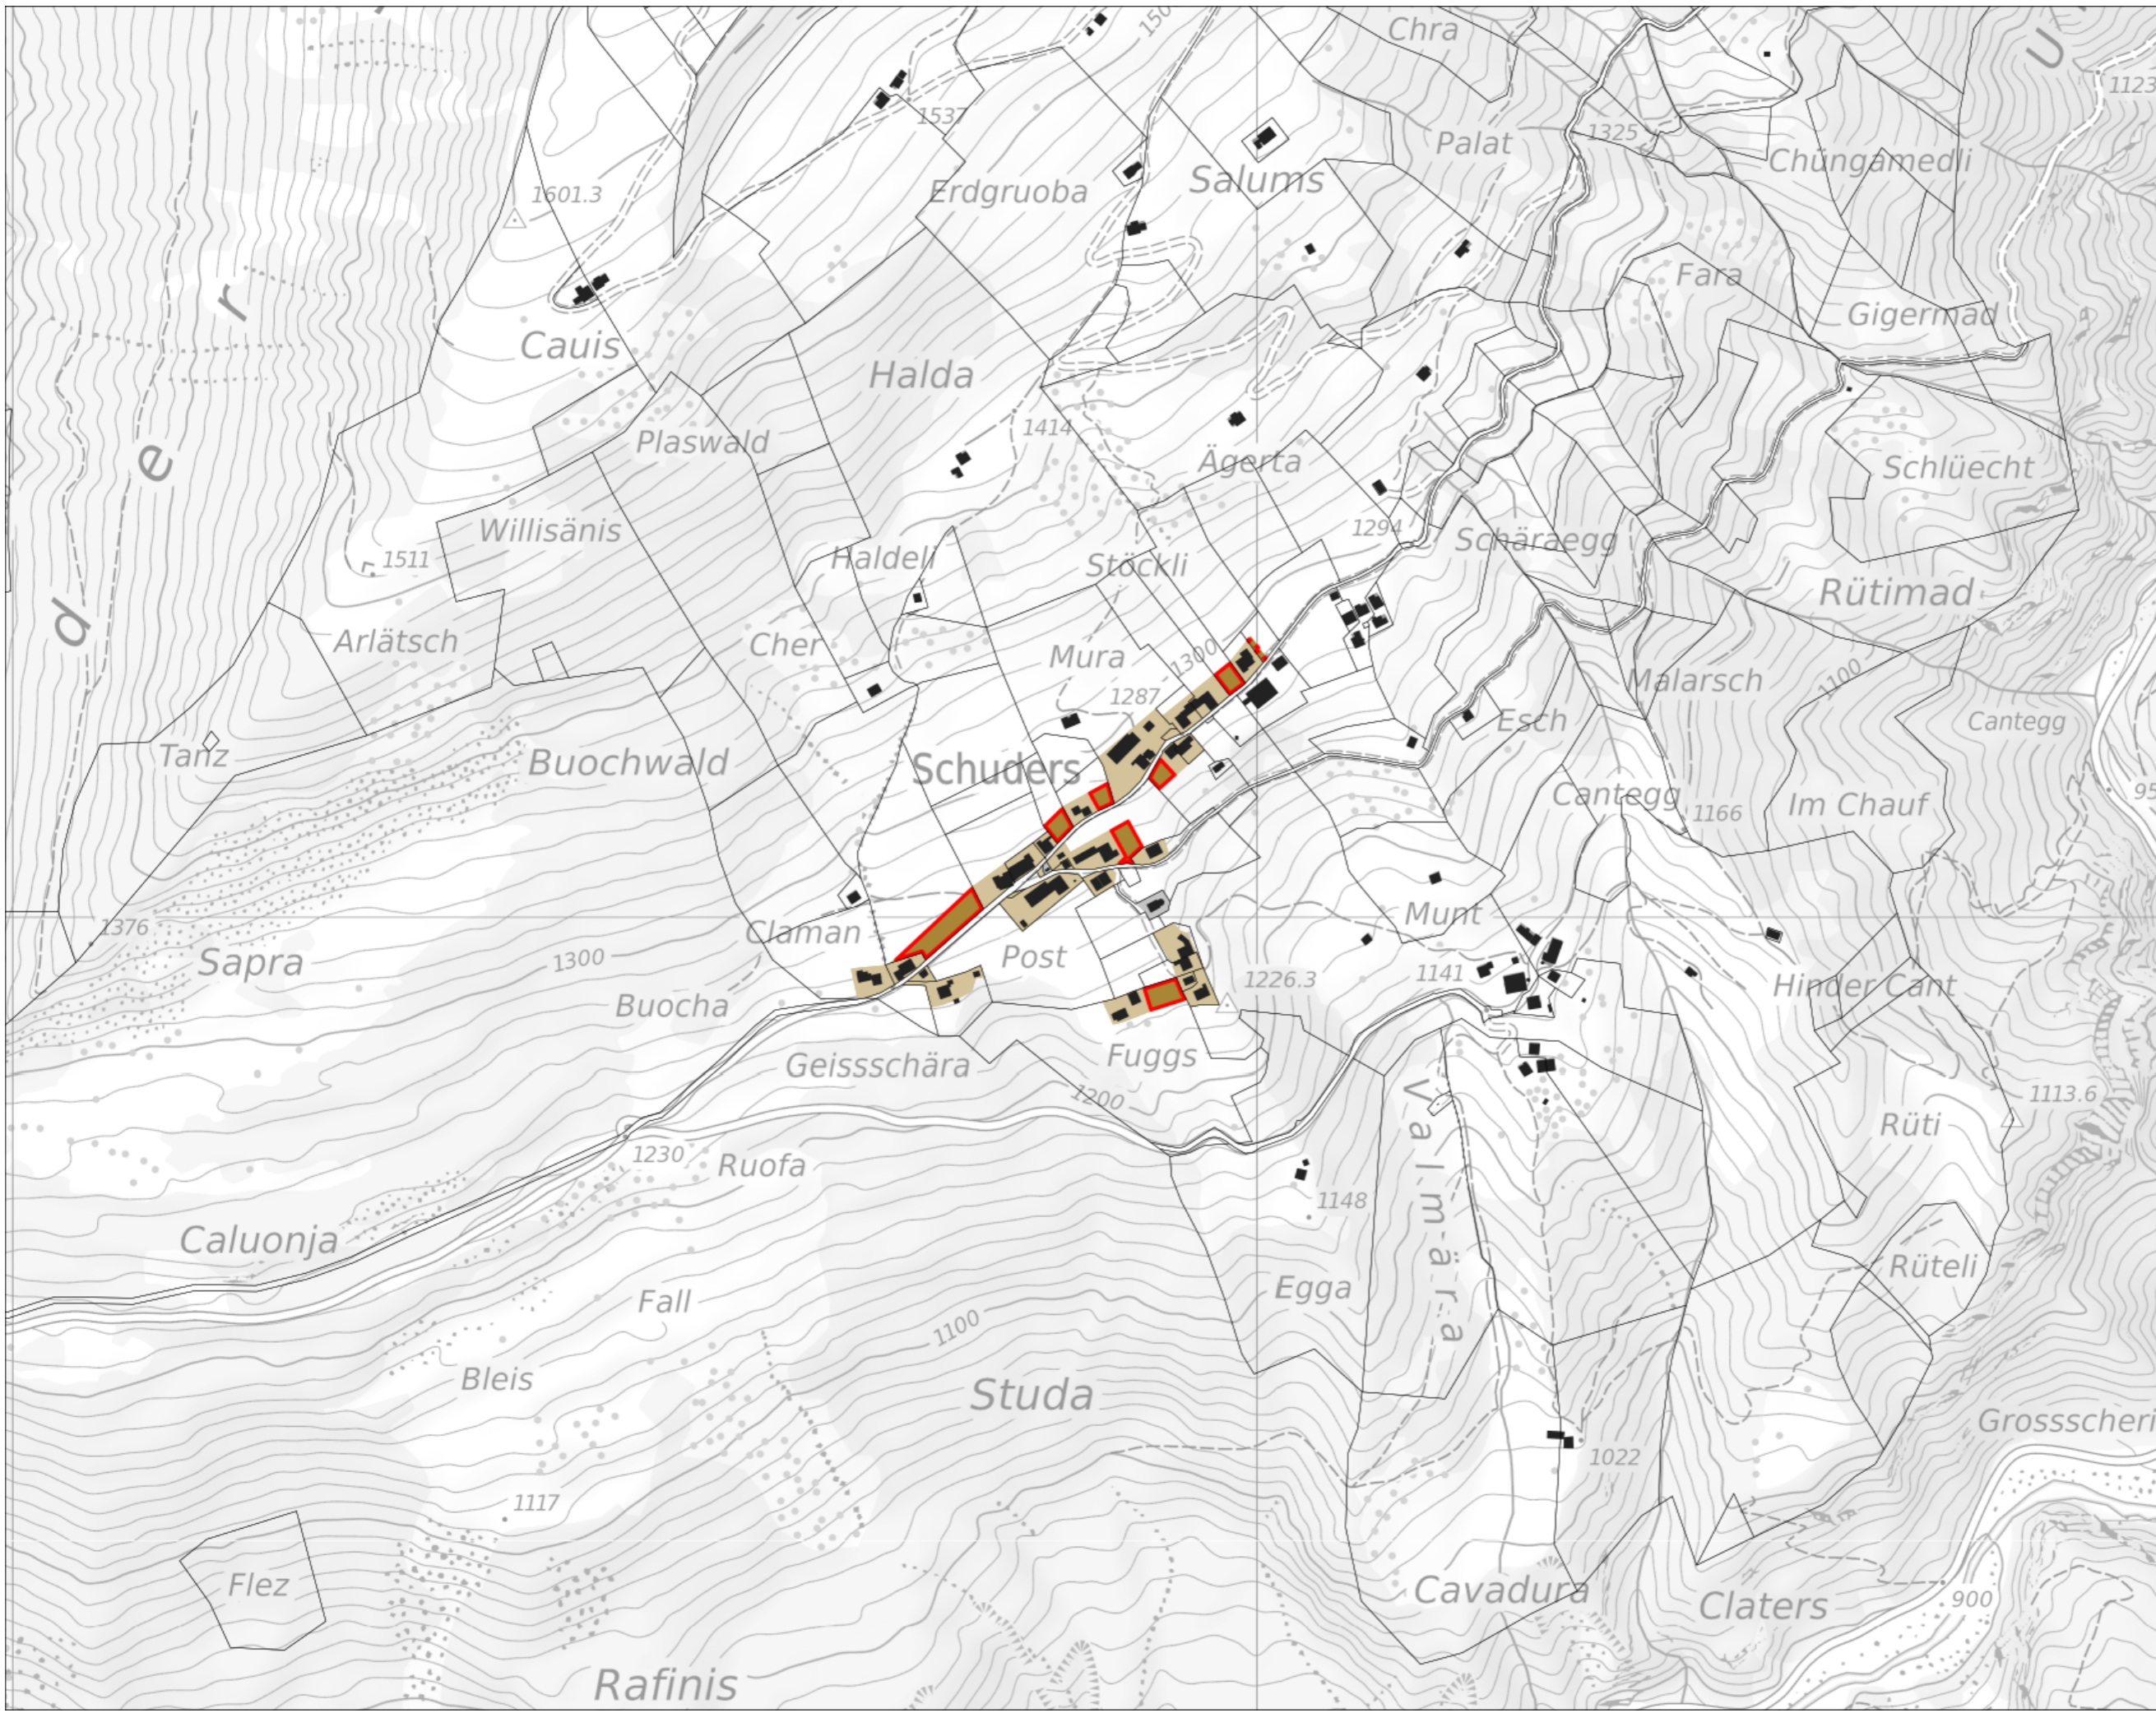 Chra
150
1123
1537
1325
Palat
Chüngamedli
Erdgruoba
Salums
1601.3
Fara
d e r
Gigermad
Cauis
Halda
1414
Plaswald
Ägerta
Schlüecht
Willisänis
1294
Schäraegg
1511
Haldeli
Stöckli
Rütimad
Arlätsch
Cher
Mura
1300
1287
Malarsch
1100
Esch
Cantegg
Tanz
Buochwald
Schuders
Cantegg
1166
Im Chauf
95
Munt
1376
Claman
Sapra
1300
Post
1226.3
1141
Hinder Cant
Buocha
Geissschära
Fuggs
1200
Valmära
1113.6
Rüti
1230
Ruofa
1148
Caluonja
Rüteli
Egga
Fall
1100
Bleis
Studa
Grossscheri
1022
1117
Flez
Cavadura
Claters
900
Rafinis